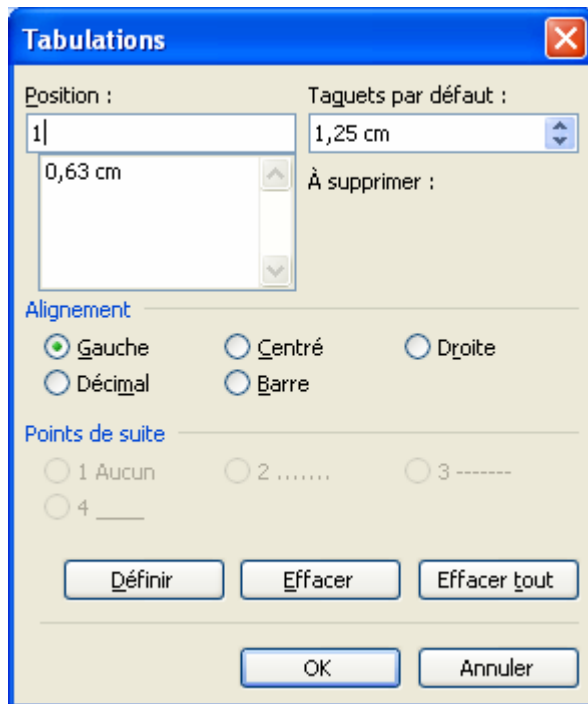 Tabulations
Position :
Taquets par défaut :
1
1,25 cm
0,63 cm
À supprimer :
Alignement
Gauche
Centré
Droite
Décimal
Barre
Points de suite
1 Aucun
2 .......
3 -------
4 ____
Définir
Effacer
Effacer tout
OK
Annuler